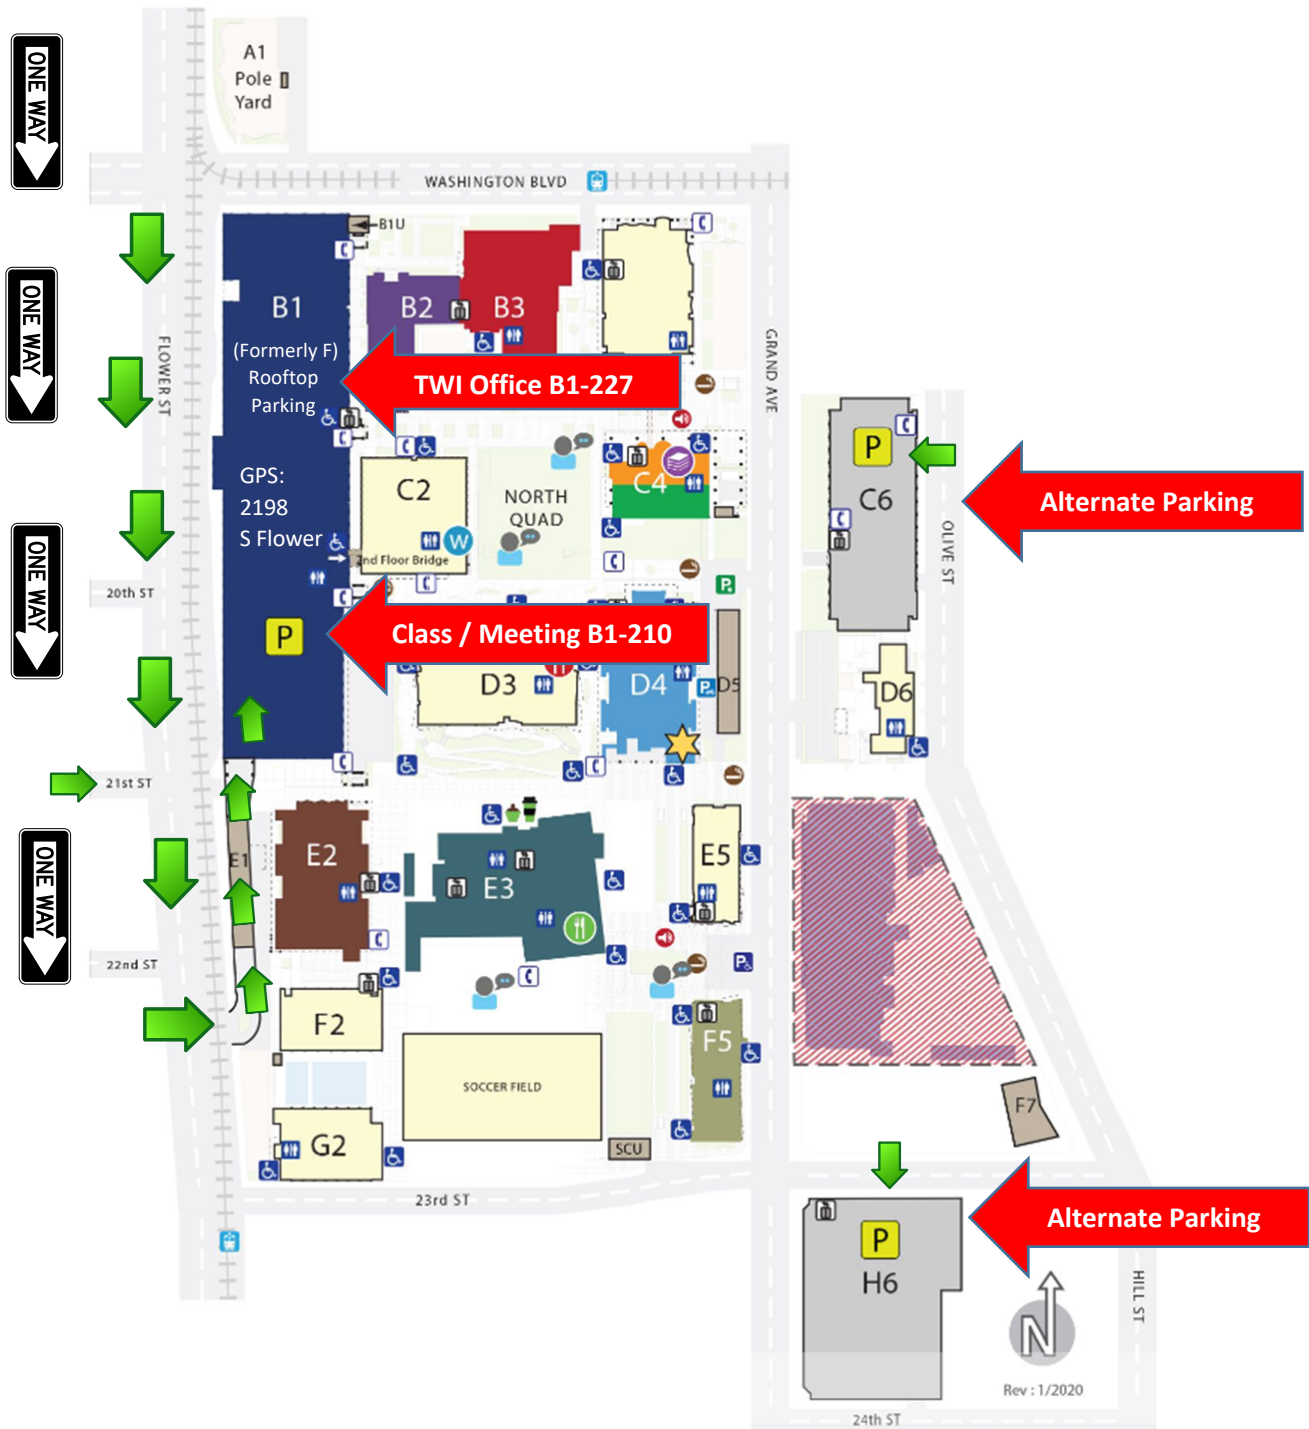 ONE WAY
A1
Pole
Yard
WASHINGTON BLVD
B1U
ONE WAY
FLOWER ST
B1
(Formerly F)
Rooftop
Parking
B2
B3
TWI Office B1-227
GRAND AVE
GPS:
2198
S Flower
C2
W
2nd Floor Bridge
NORTH
QUAD
C4
P
C6
Alternate Parking
OLIVE ST
ONE WAY
20th ST
P
P
Class / Meeting B1-210
D3
D4
P
D5
D6
21st ST
ONE WAY
E1
E2
E3
E5
22nd ST
P
F2
F5
SOCCER FIELD
F7
G2
SCU
23rd ST
Alternate Parking
P
H6
HILL ST
N
Rev : 1/2020
24th ST